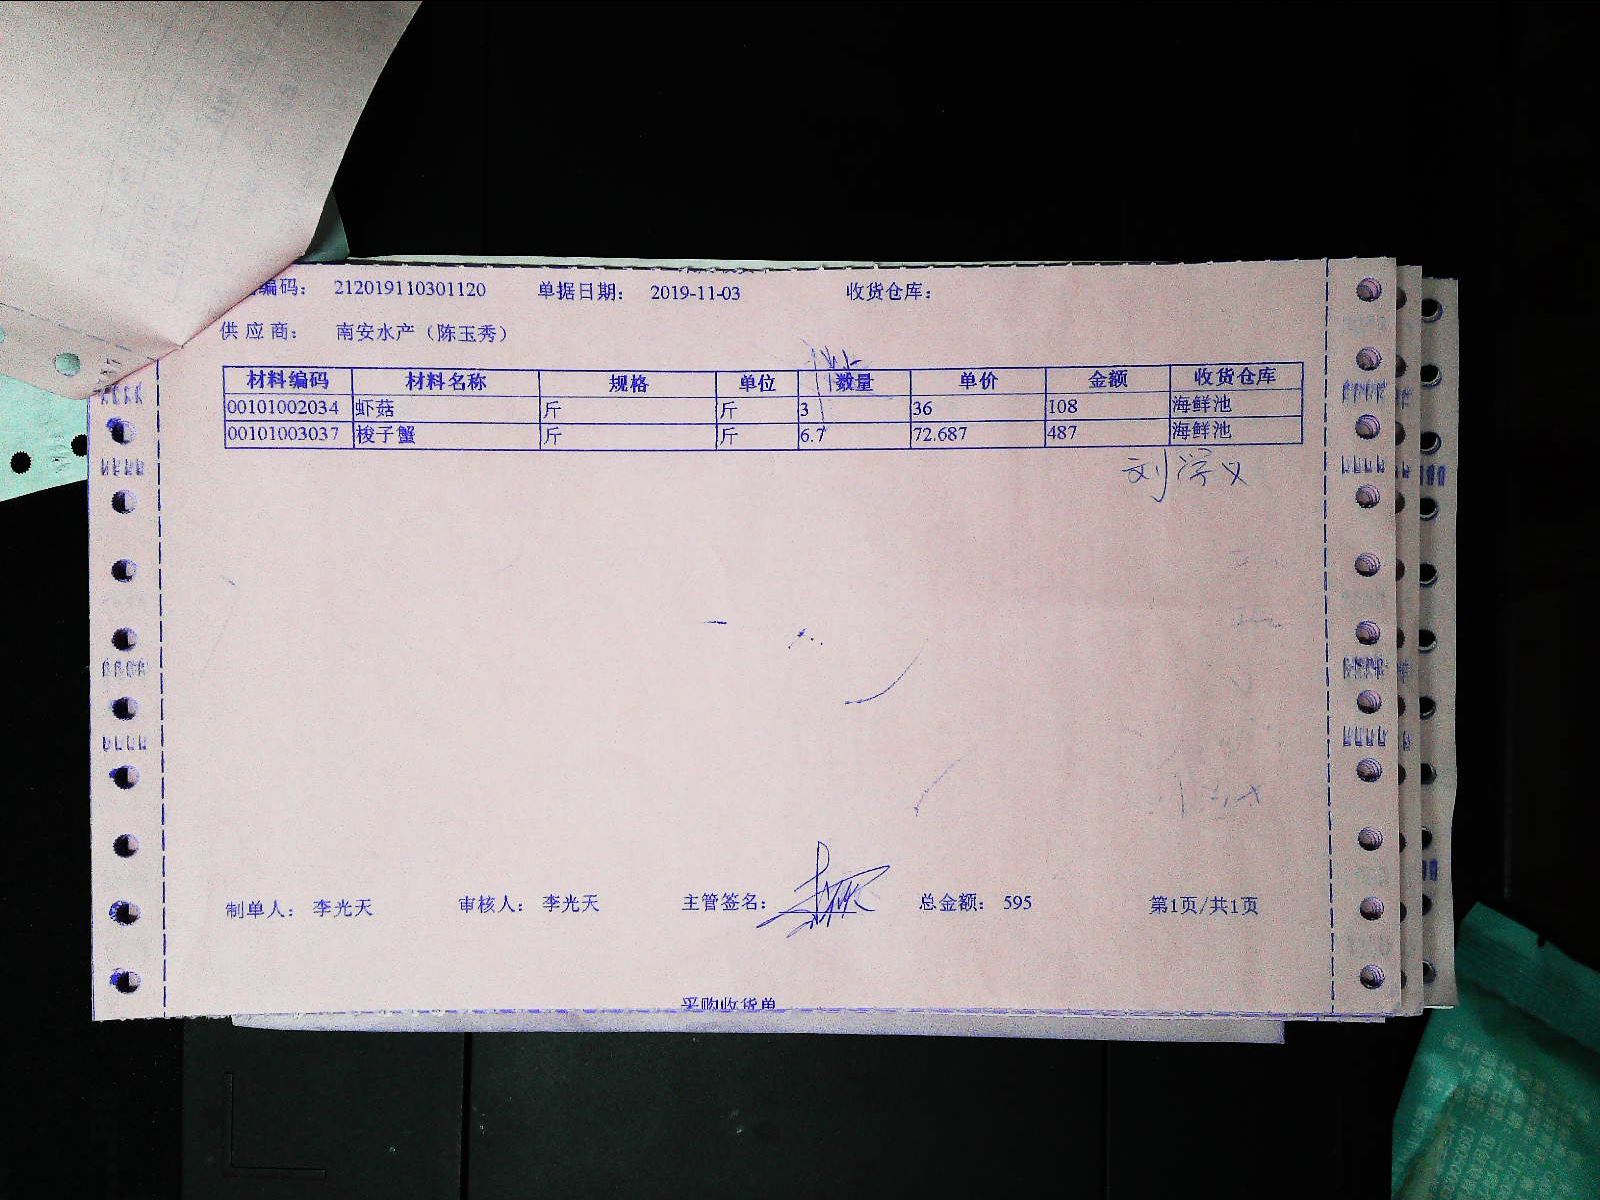 编码： 212019110301120 单据日期： 2019-11-03 收货仓库：
供 应 商： 南安水产（陈玉秀）
材料编码 材料名称 规格 单位 数量 单价 金额 收货仓库
00101002034 虾菇 斤 斤 3 36 108 海鲜池
00101003037 梭子蟹 斤 斤 6.7 72.687 487 海鲜池
刘学义
制单人： 李光天 审核人： 李光天 主管签名： 总金额： 595 第1页/共1页
采购收货单